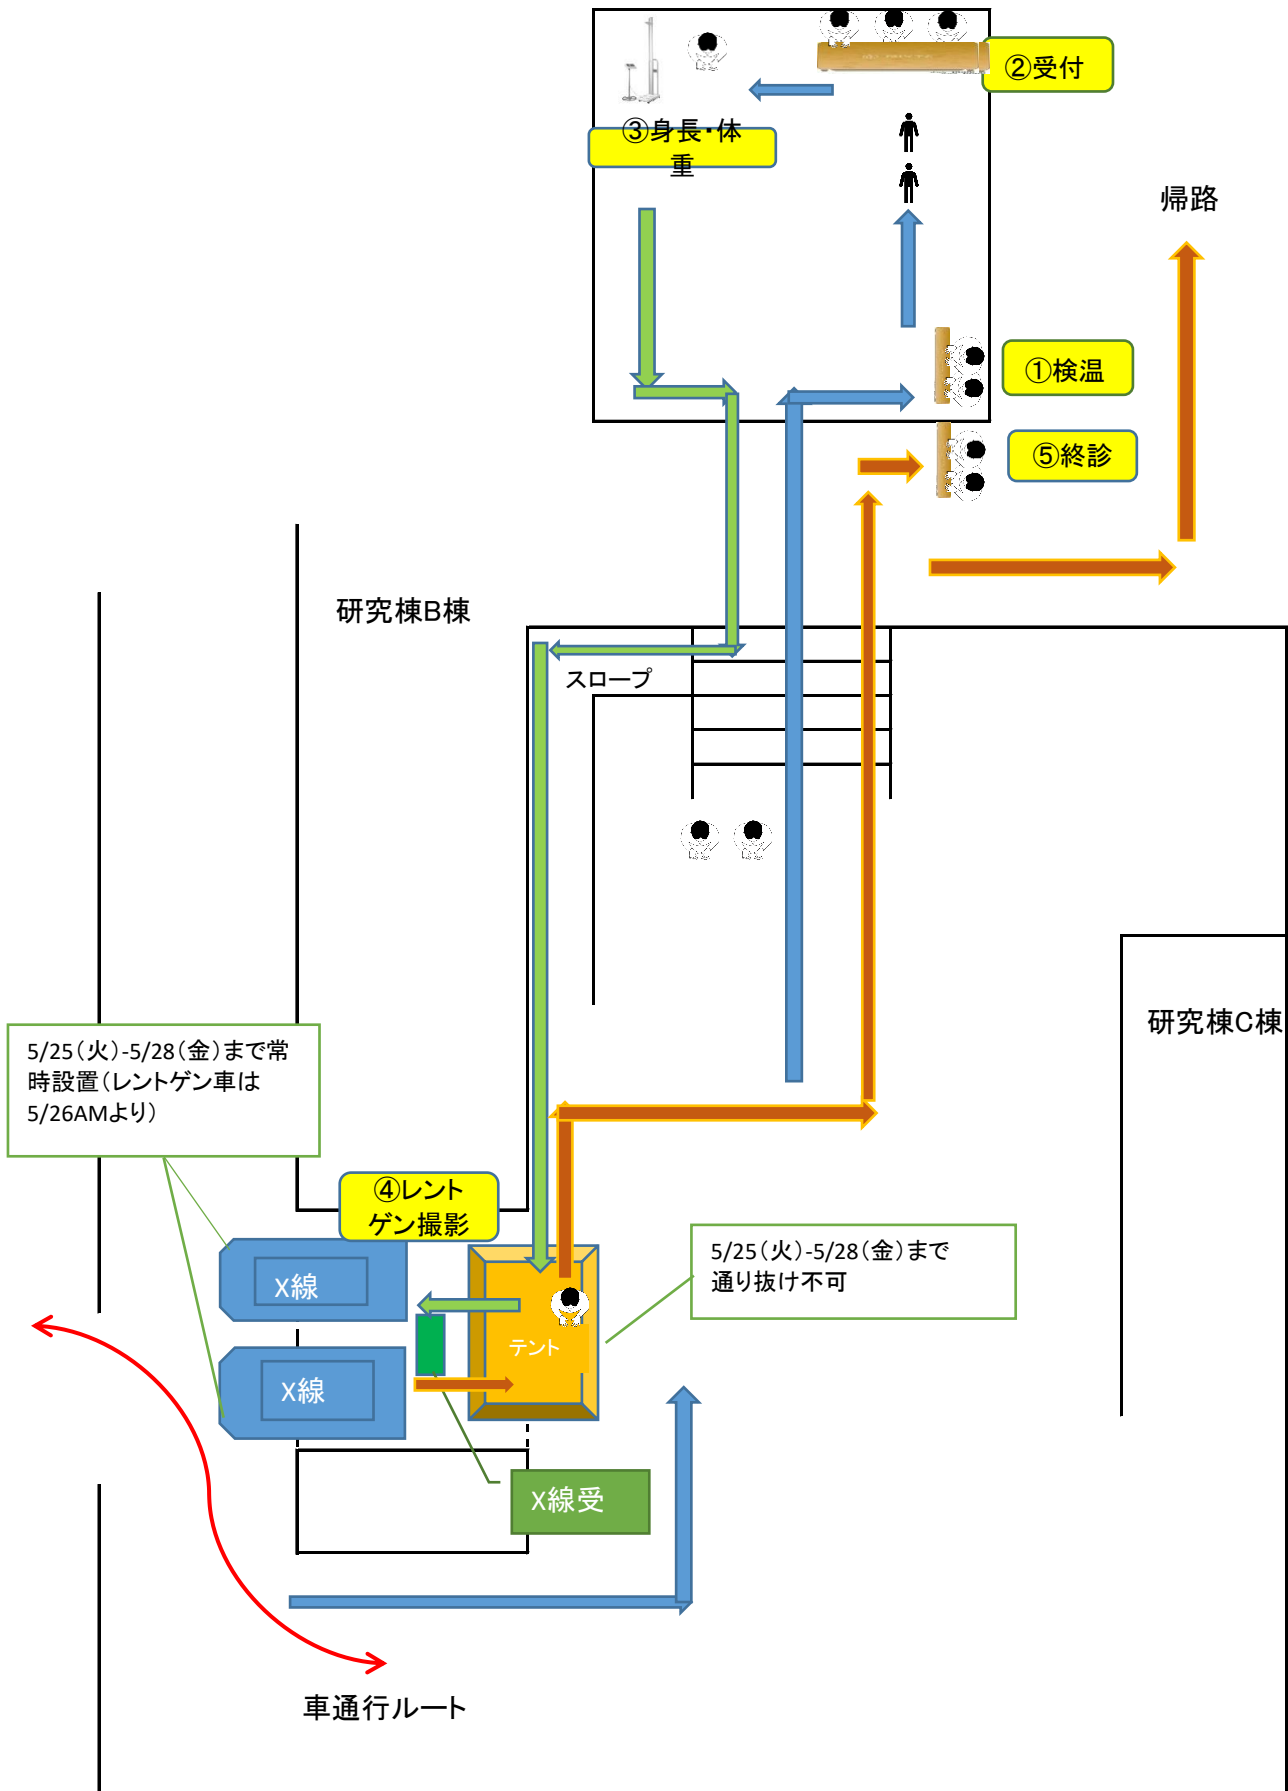 ②受付
③身長・体
重
帰路
①検温
⑤終診
研究棟B棟
スロープ
研究棟C棟
5/25(火)-5/28(金)まで常
時設置(レントゲン車は
5/26AMより)
④レント
ゲン撮影
5/25(火)-5/28(金)まで
通り抜け不可
X線
テント
X線
X線受
車通行ルート